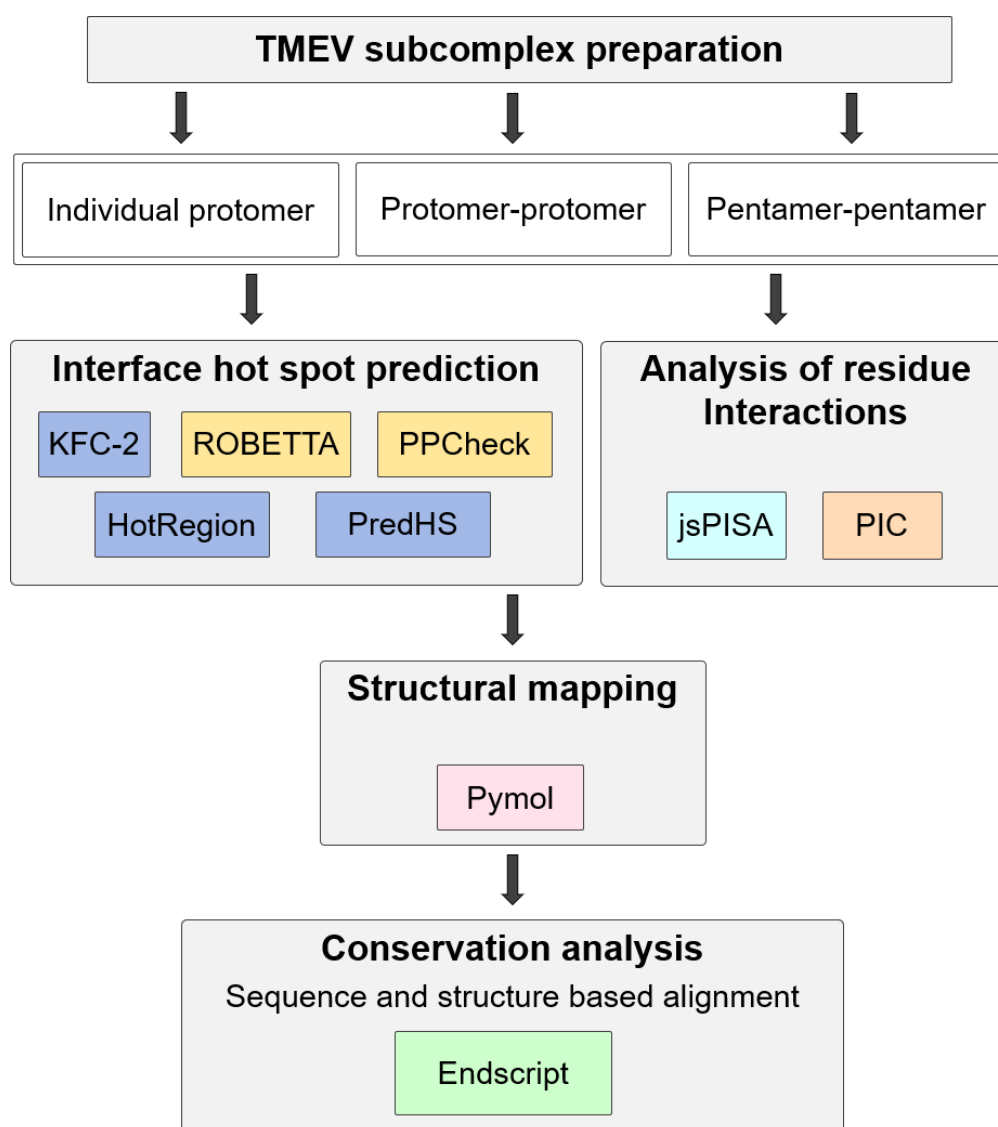 TMEV subcomplex preparation
Individual protomer
Protomer-protomer
Pentamer-pentamer
Interface hot spot prediction
KFC-2
ROBETTA
PPCheck
HotRegion
PredHS
Analysis of residue
Interactions
jsPISA
PIC
Structural mapping
Pymol
Conservation analysis
Sequence and structure based alignment
Endscript